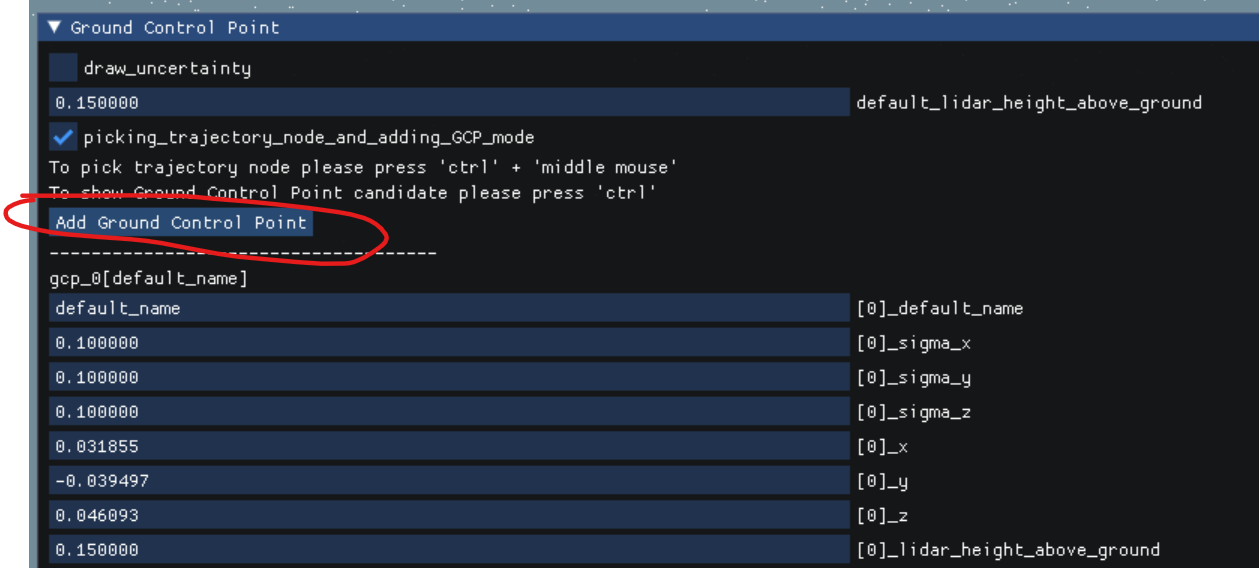 ▼ Ground Control Point
draw_uncertainty
0.150000 default_lidar_height_above_ground
picking_trajectory_node_and_adding_GCP_mode
To pick trajectory node please press 'ctrl' + 'middle mouse'
To show Ground Control Point candidate please press 'ctrl'
Add Ground Control Point
--------------------------------------
gcp_0[default_name]
default_name [0]_default_name
0.100000 [0]_sigma_x
0.100000 [0]_sigma_y
0.100000 [0]_sigma_z
0.031855 [0]_x
-0.039497 [0]_y
0.046093 [0]_z
0.150000 [0]_lidar_height_above_ground